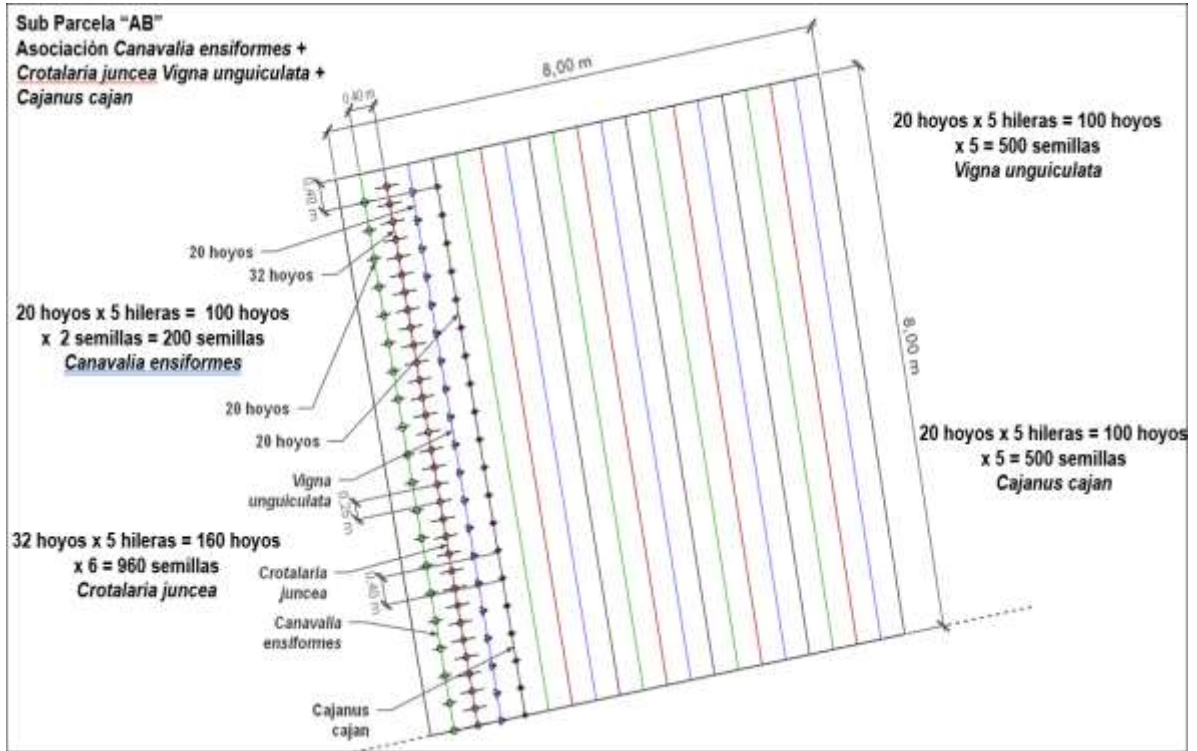 Sub Parcela “AB”
Asociación Canavalia ensiformes +
Crotalaria juncea Vigna unguiculata +
Cajanus cajan
8,00 m
0,40 m
20 hoyos x 5 hileras = 100 hoyos
x 5 = 500 semillas
Vigna unguiculata
0,40 m
20 hoyos
32 hoyos
20 hoyos x 5 hileras = 100 hoyos
x 2 semillas = 200 semillas
Canavalia ensiformes
8,00 m
20 hoyos
20 hoyos
20 hoyos x 5 hileras = 100 hoyos
x 5 = 500 semillas
Cajanus cajan
Vigna
unguiculata
0,25 m
32 hoyos x 5 hileras = 160 hoyos
x 6 = 960 semillas
Crotalaria juncea
Crotalaria
juncea
0,40 m
Canavalia
ensiformes
Cajanus
cajan